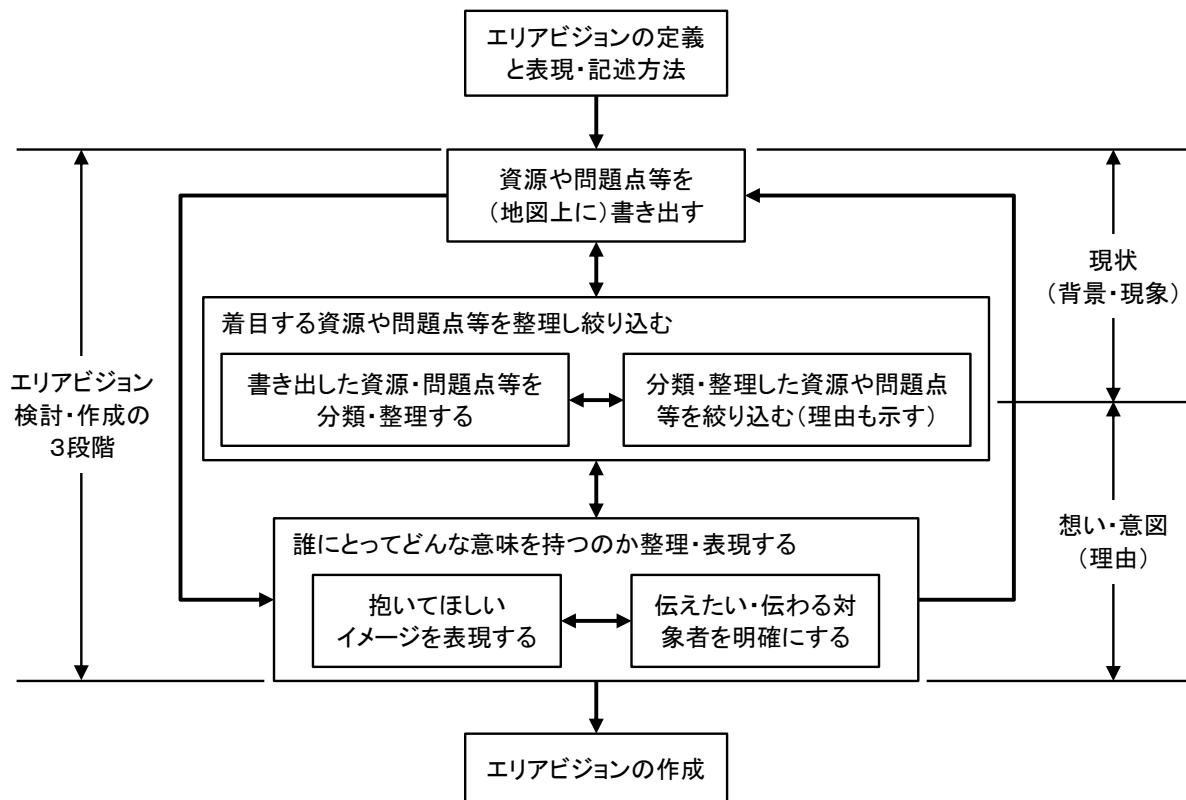 エリアビジョンの定義
と表現・記述方法
資源や問題点等を
（地図上に）書き出す
現状
（背景・現象）
着目する資源や問題点等を整理し絞り込む
書き出した資源・問題点等を
分類・整理する
分類・整理した資源や問題点
等を絞り込む（理由も示す）
エリアビジョン
検討・作成の
３段階
想い・意図
（理由）
誰にとってどんな意味を持つのか整理・表現する
抱いてほしい
イメージを表現する
伝えたい・伝わる対
象者を明確にする
エリアビジョンの作成